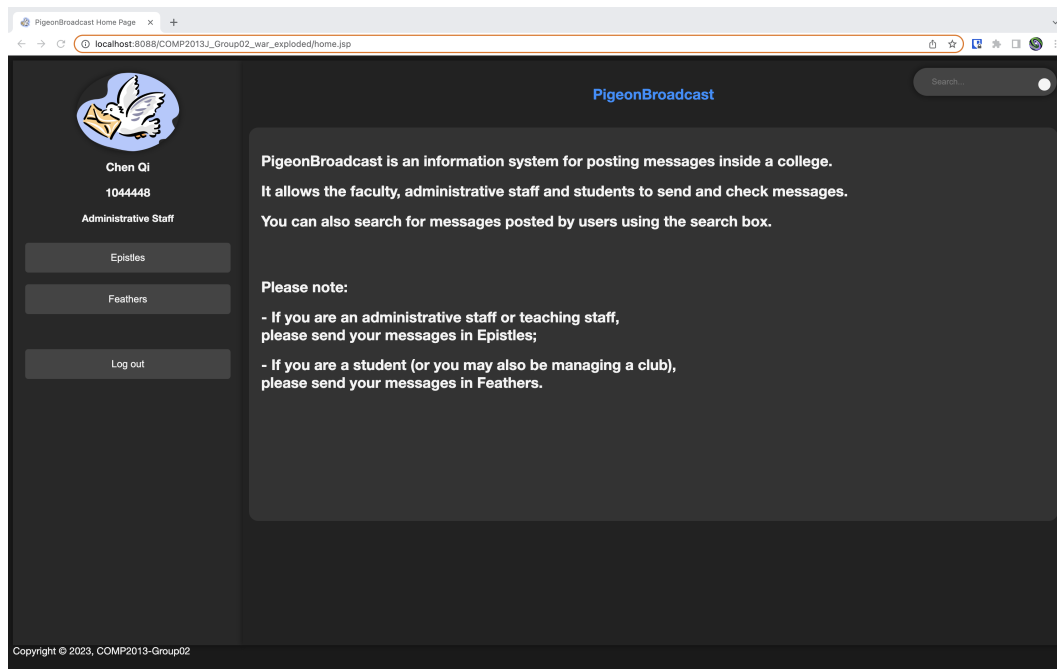 PigeonBroadcast Home Page
localhost:8088/COMP2013J_Group02_war_exploded/home.jsp
Chen Qi
1044448
Administrative Staff
Epistles
Feathers
Log out
PigeonBroadcast
Search...
PigeonBroadcast is an information system for posting messages inside a college.
It allows the faculty, administrative staff and students to send and check messages.
You can also search for messages posted by users using the search box.
Please note:
- If you are an administrative staff or teaching staff,
please send your messages in Epistles;
- If you are a student (or you may also be managing a club),
please send your messages in Feathers.
Copyright © 2023, COMP2013-Group02